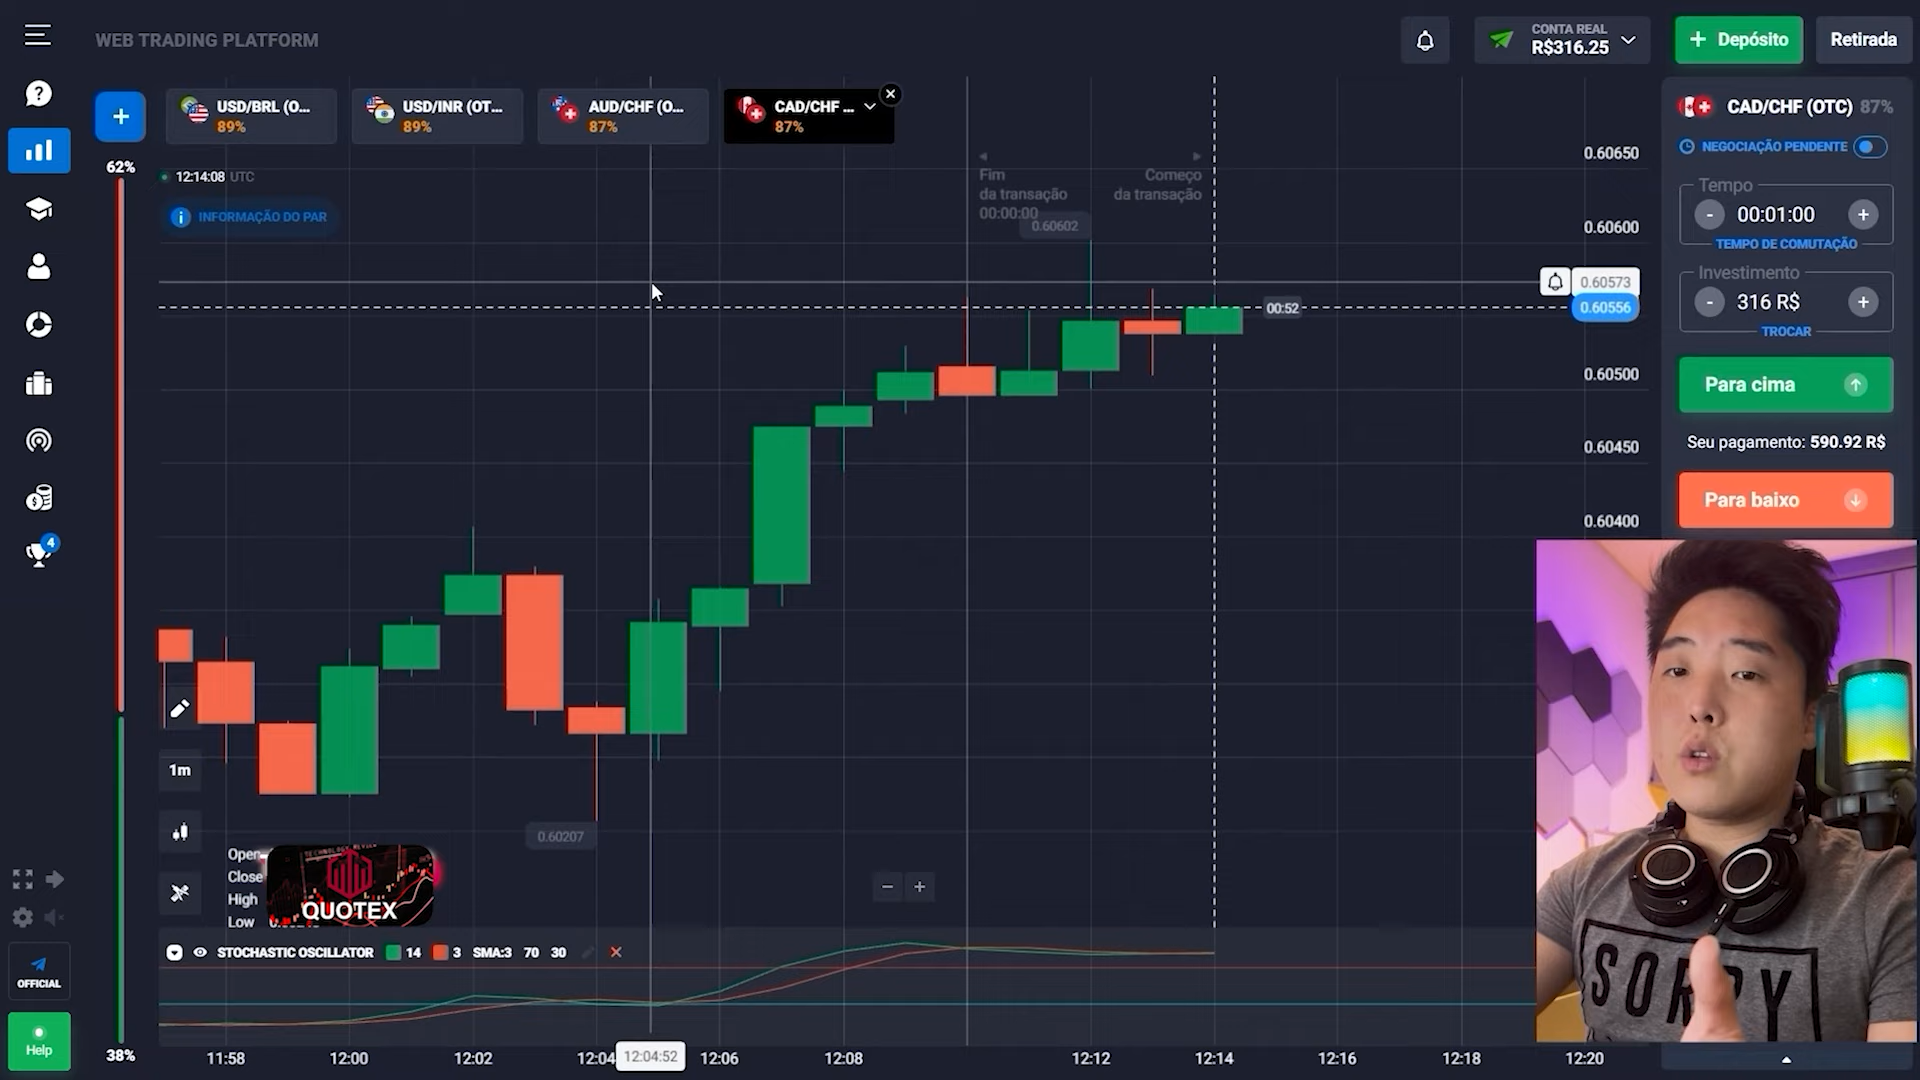 WEB TRADING PLATFORM
CONTA REAL
R$316.25
+ Depósito
Retirada
+
USD/BRL (O...
89%
USD/INR (OT...
89%
AUD/CHF (O...
87%
CAD/CHF ...
87%
CAD/CHF (OTC) 87%
NEGOCIAÇÃO PENDENTE
62%
12:14:08 UTC
INFORMAÇÃO DO PAR
Fim
da transação
00:00:00
Começo
da transação
0.60602
0.60650
0.60600
0.60573
0.60556
0.60500
0.60450
0.60400
00:52
Tempo
- 00:01:00 +
TEMPO DE COMUTAÇÃO
Investimento
- 316 R$ +
TROCAR
Para cima
Seu pagamento: 590.92 R$
Para baixo
4
1m
0.60207
Open
Close
High
Low
QUOTEX
− +
STOCHASTIC OSCILLATOR 14 3 SMA:3 70 30
OFFICIAL
Help
38%
11:58
12:00
12:02
12:04
12:04:52
12:06
12:08
12:12
12:14
12:16
12:18
12:20
SORRY